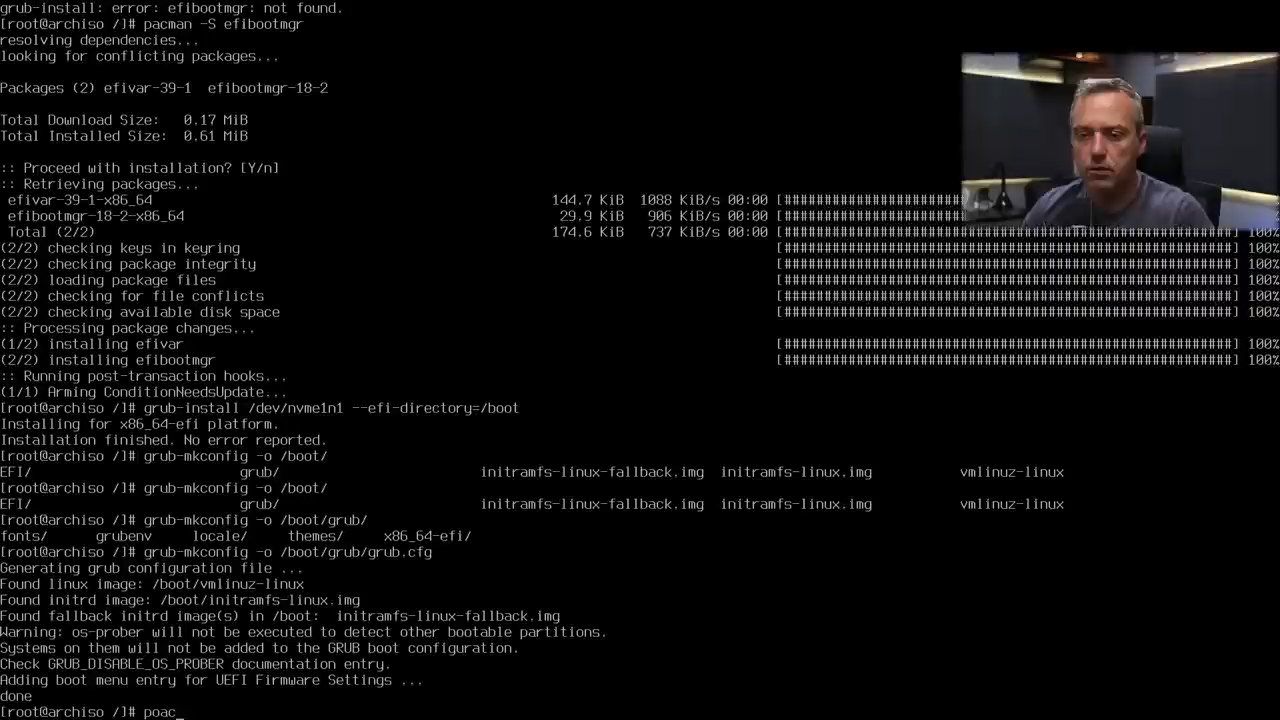 grub-install: error: efibootmgr: not found.
[root@archiso /]# pacman -S efibootmgr
resolving dependencies...
looking for conflicting packages...
Packages (2) efivar-39-1  efibootmgr-18-2
Total Download Size:   0.17 MiB
Total Installed Size:  0.61 MiB
:: Proceed with installation? [Y/n]
:: Retrieving packages...
efivar-39-1-x86_64 144.7 KiB 1088 KiB/s 00:00 [######################
efibootmgr-18-2-x86_64 29.9 KiB 906 KiB/s 00:00 [######################
Total (2/2) 174.6 KiB 737 KiB/s 00:00 [########################################################] 100%
(2/2) checking keys in keyring [########################################################] 100%
(2/2) checking package integrity [########################################################] 100%
(2/2) loading package files [########################################################] 100%
(2/2) checking for file conflicts [########################################################] 100%
(2/2) checking available disk space [########################################################] 100%
:: Processing package changes...
(1/2) installing efivar [########################################################] 100%
(2/2) installing efibootmgr [########################################################] 100%
:: Running post-transaction hooks...
(1/1) Arming ConditionNeedsUpdate...
[root@archiso /]# grub-install /dev/nvme1n1 --efi-directory=/boot
Installing for x86_64-efi platform.
Installation finished. No error reported.
[root@archiso /]# grub-mkconfig -o /boot/
EFI/ grub/ initramfs-linux-fallback.img initramfs-linux.img vmlinuz-linux
[root@archiso /]# grub-mkconfig -o /boot/
EFI/ grub/ initramfs-linux-fallback.img initramfs-linux.img vmlinuz-linux
[root@archiso /]# grub-mkconfig -o /boot/grub/
fonts/ grubenv locale/ themes/ x86_64-efi/
[root@archiso /]# grub-mkconfig -o /boot/grub/grub.cfg
Generating grub configuration file ...
Found linux image: /boot/vmlinuz-linux
Found initrd image: /boot/initramfs-linux.img
Found fallback initrd image(s) in /boot:  initramfs-linux-fallback.img
Warning: os-prober will not be executed to detect other bootable partitions.
Systems on them will not be added to the GRUB boot configuration.
Check GRUB_DISABLE_OS_PROBER documentation entry.
Adding boot menu entry for UEFI Firmware Settings ...
done
[root@archiso /]# poac_